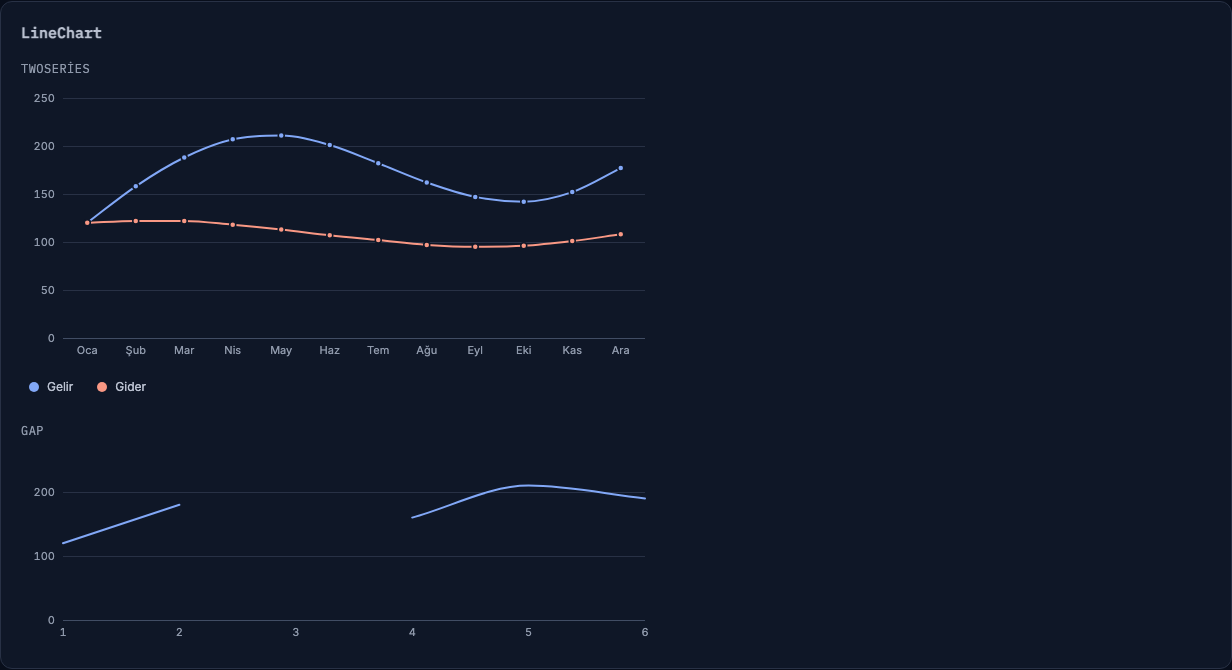 LineChart
TWOSERİES
250
200
150
100
50
0
Oca Şub Mar Nis May Haz Tem Ağu Eyl Eki Kas Ara
Gelir Gider
GAP
200
100
0
1 2 3 4 5 6